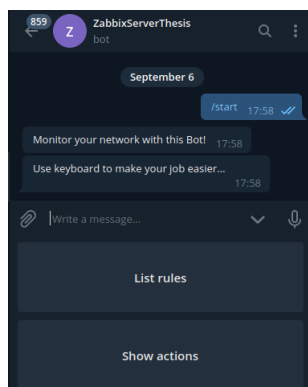 859
Z
ZabbixServerThesis
bot
September 6
/start 17:58
Monitor your network with this Bot! 17:58
Use keyboard to make your job easier...
17:58
Write a message...
List rules
Show actions